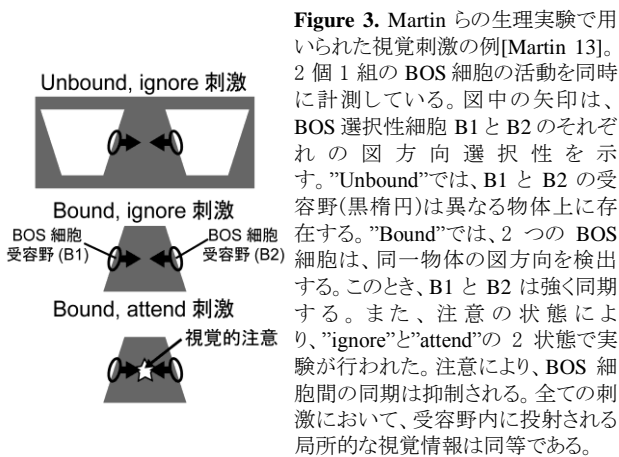 Unbound, ignore 刺激
Bound, ignore 刺激
BOS 細胞
受容野 (B1)
BOS 細胞
受容野 (B2)
Bound, attend 刺激
視覚的注意
Figure 3. Martin らの生理実験で用
いられた視覚刺激の例[Martin 13]。
2 個 1 組の BOS 細胞の活動を同時
に計測している。図中の矢印は、
BOS 選択性細胞 B1 と B2 のそれぞ
れの図方向選択性を示
す。”Unbound”では、B1 と B2 の受
容野(黒楕円)は異なる物体上に存
在する。”Bound”では、2 つの BOS
細胞は、同一物体の図方向を検出
する。このとき、B1 と B2 は強く同期
する。また、注意の状態によ
り、”ignore”と”attend”の 2 状態で実
験が行われた。注意により、BOS 細
胞間の同期は抑制される。全ての刺
激において、受容野内に投射される
局所的な視覚情報は同等である。